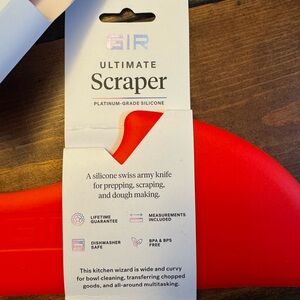 GIR
ULTIMATE
Scraper
PLATINUM-GRADE SILICONE
A silicone swiss army knife
for prepping, scraping,
and dough making.
LIFETIME
GUARANTEE
MEASUREMENTS
INCLUDED
DISHWASHER
SAFE
BPA & BPS
FREE
This kitchen wizard is wide and curvy
for bowl cleaning, transferring chopped
goods, and all-around multitasking.